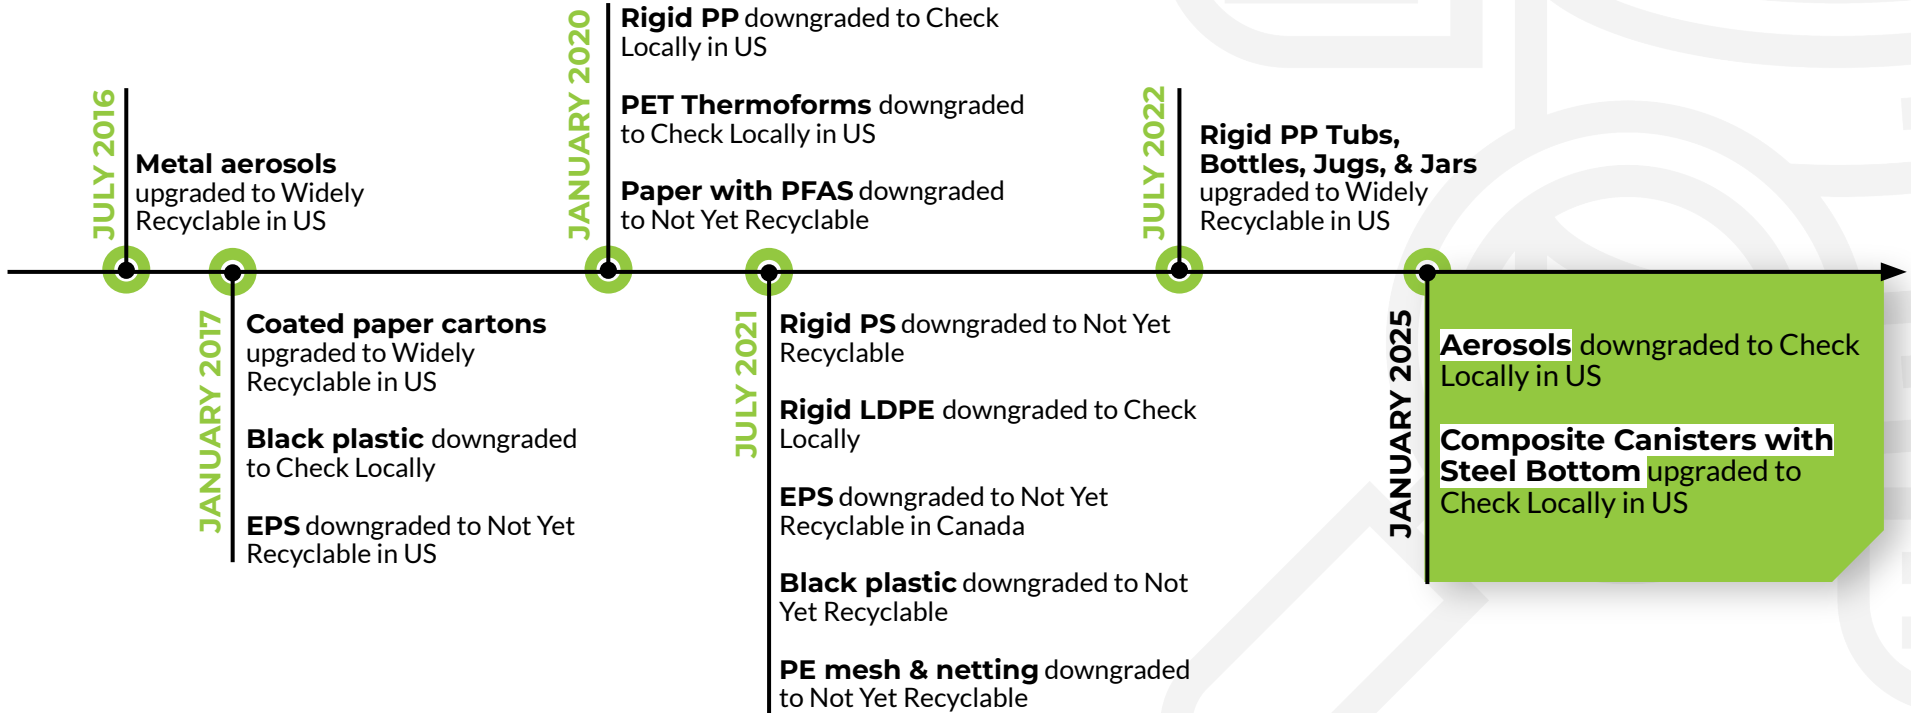 JULY 2016
Metal aerosols
upgraded to Widely
Recyclable in US
JANUARY 2017
Coated paper cartons
upgraded to Widely
Recyclable in US
Black plastic downgraded
to Check Locally
EPS downgraded to Not Yet
Recyclable in US
JANUARY 2020
Rigid PP downgraded to Check
Locally in US
PET Thermoforms downgraded
to Check Locally in US
Paper with PFAS downgraded
to Not Yet Recyclable
JULY 2021
Rigid PS downgraded to Not Yet
Recyclable
Rigid LDPE downgraded to Check
Locally
EPS downgraded to Not Yet
Recyclable in Canada
Black plastic downgraded to Not
Yet Recyclable
PE mesh & netting downgraded
to Not Yet Recyclable
JULY 2022
Rigid PP Tubs,
Bottles, Jugs, & Jars
upgraded to Widely
Recyclable in US
JANUARY 2025
Aerosols downgraded to Check
Locally in US
Composite Canisters with
Steel Bottom upgraded to
Check Locally in US